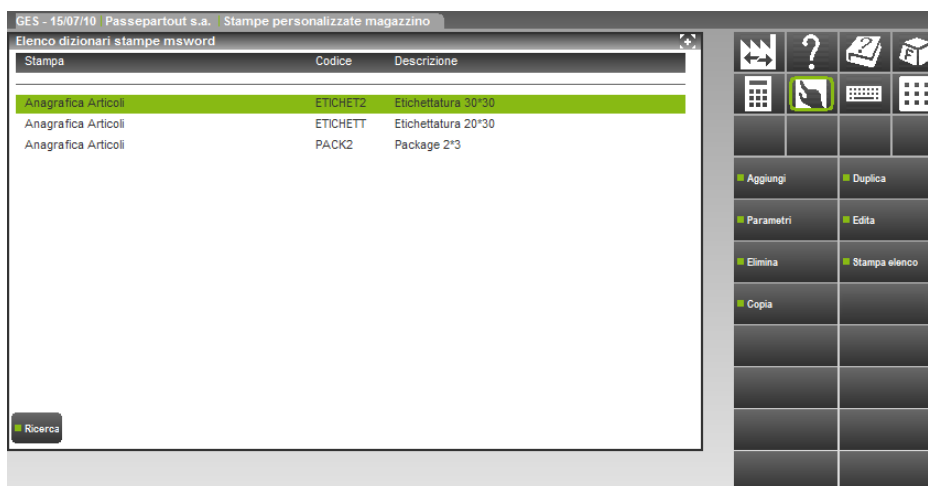 GES - 15/07/10 Passepartout s.a. Stampe personalizzate magazzino
Elenco dizionari stampe msword
Stampa Codice Descrizione
Anagrafica Articoli ETICHET2 Etichettatura 30*30
Anagrafica Articoli ETICHETT Etichettatura 20*30
Anagrafica Articoli PACK2 Package 2*3
Ricerca
? ? F
Aggiungi Duplica
Parametri Edita
Elimina Stampa elenco
Copia